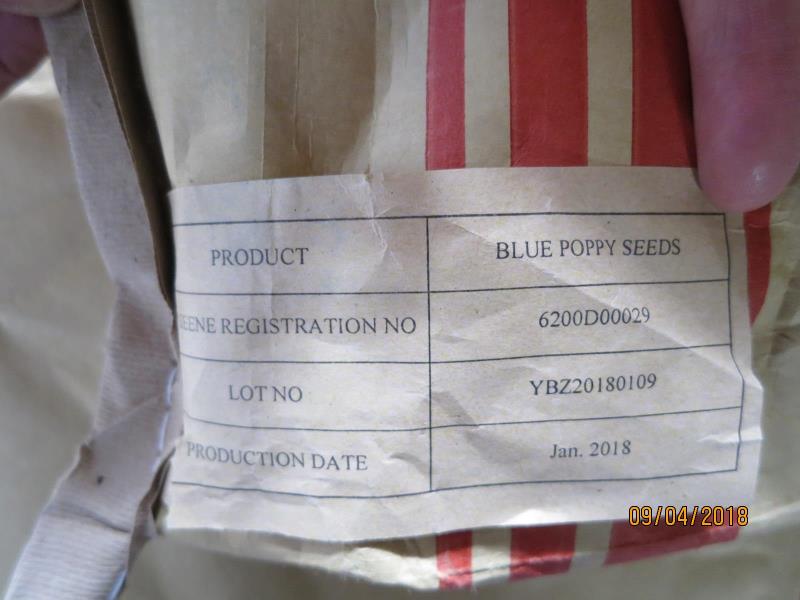 PRODUCT BLUE POPPY SEEDS
REGISTRATION NO 6200D00029
LOT NO YBZ20180109
PRODUCTION DATE Jan. 2018
09/04/2018